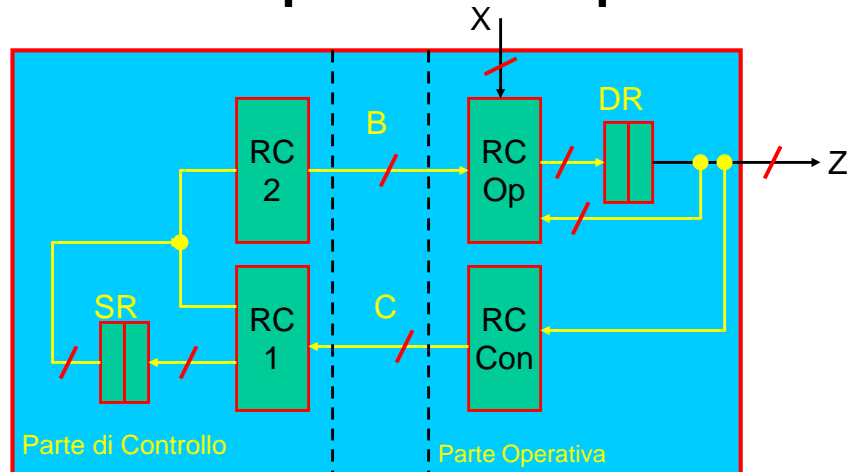 X
DR
B
RC
2
RC
Op
Z
SR
C
RC
1
RC
Con
Parte di Controllo
Parte Operativa